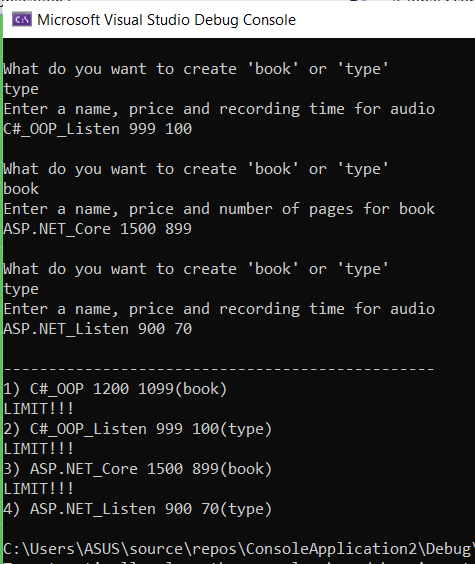 Microsoft Visual Studio Debug Console
What do you want to create 'book' or 'type'
type
Enter a name, price and recording time for audio
C#_OOP_Listen 999 100
What do you want to create 'book' or 'type'
book
Enter a name, price and number of pages for book
ASP.NET_Core 1500 899
What do you want to create 'book' or 'type'
type
Enter a name, price and recording time for audio
ASP.NET_Listen 900 70
------------------------------------------------
1) C#_OOP 1200 1099(book)
LIMIT!!!
2) C#_OOP_Listen 999 100(type)
LIMIT!!!
3) ASP.NET_Core 1500 899(book)
LIMIT!!!
4) ASP.NET_Listen 900 70(type)
C:\Users\ASUS\source\repos\ConsoleApplication2\Debug\